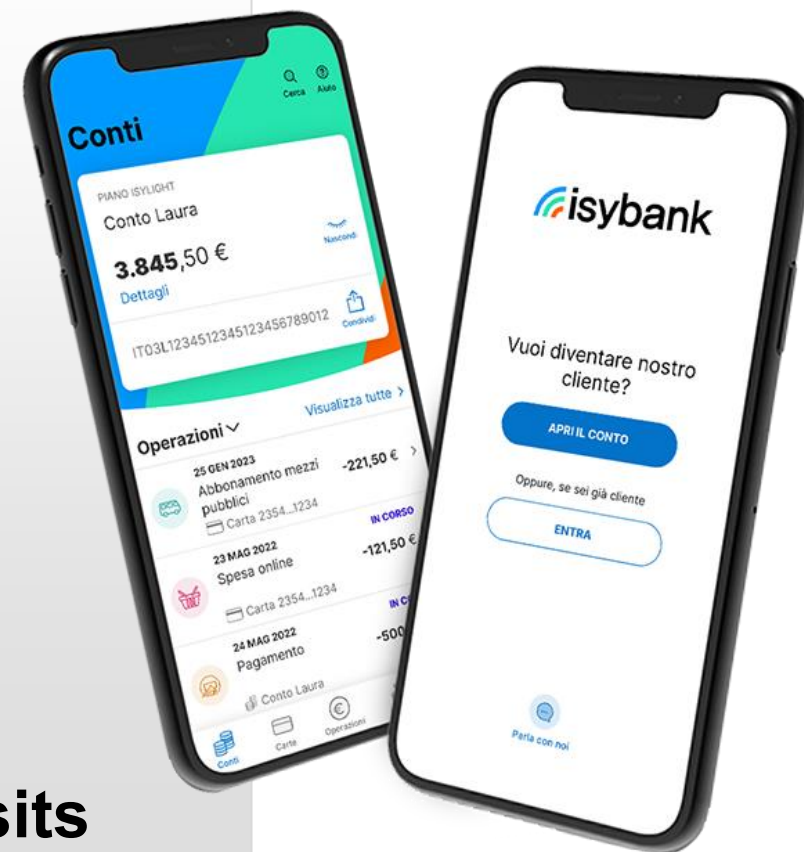 Cerca
Aiuto
Conti
PIANO ISYLIGHT
Conto Laura
3.845,50 €
Nascondi
Dettagli
IT03L1234512345123456789012
Condividi
Operazioni
Visualizza tutte >
25 GEN 2023
Abbonamento mezzi
pubblici
-221,50 € >
Carta 2354...1234
IN CORSO
23 MAG 2022
Spesa online
-121,50 €
Carta 2354...1234
24 MAG 2022
Pagamento
-500
Conto Laura
Conti
Carte
Operazioni
isybank
Vuoi diventare nostro
cliente?
APRI IL CONTO
Oppure, se sei già cliente
ENTRA
Parla con noi